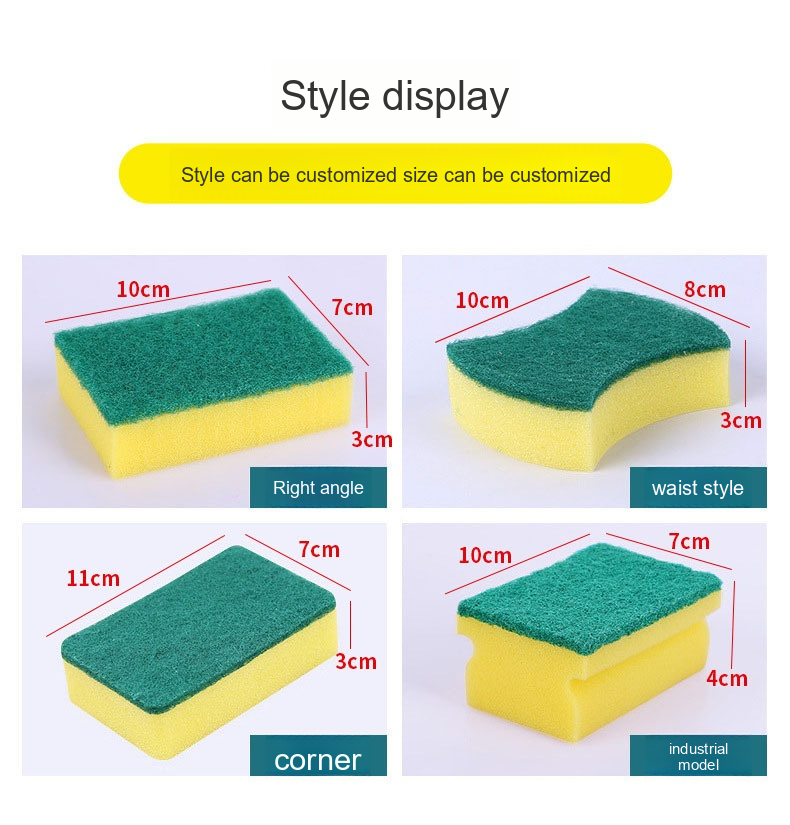 Style display
Style can be customized size can be customized
10cm
7cm
3cm
Right angle
10cm
8cm
3cm
waist style
11cm
7cm
3cm
corner
10cm
7cm
4cm
industrial
model